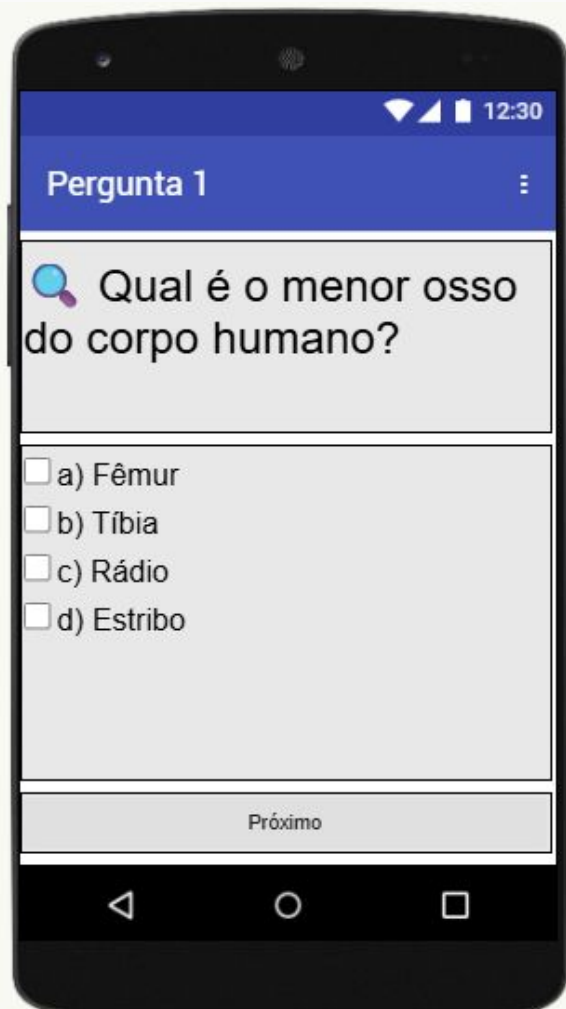 12:30
Pergunta 1
🔍 Qual é o menor osso
do corpo humano?
a) Fêmur
b) Tíbia
c) Rádio
d) Estribo
Próximo